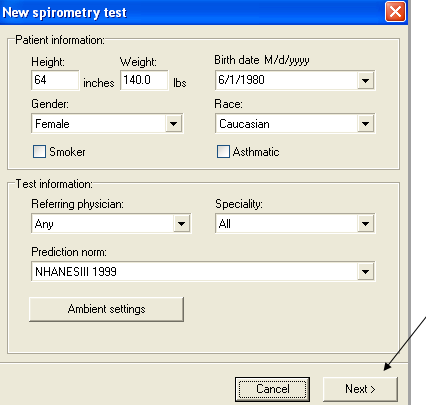 New spirometry test
Patient information:
Height: Weight: Birth date M/d/yyyy
64 inches 140.0 lbs 6/1/1980
Gender: Race:
Female Caucasian
Smoker Asthmatic
Test information:
Referring physician: Speciality:
Any All
Prediction norm:
NHANESIII 1999
Ambient settings
Cancel Next >